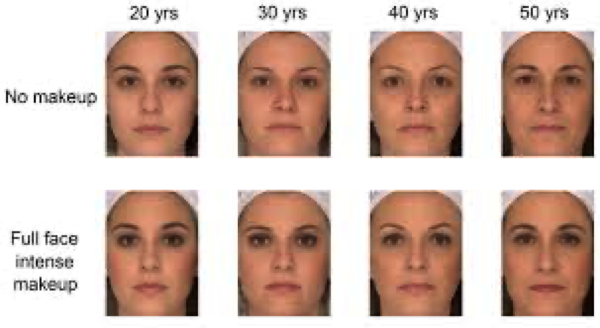 20 yrs
30 yrs
40 yrs
50 yrs
No makeup
Full face
intense
makeup